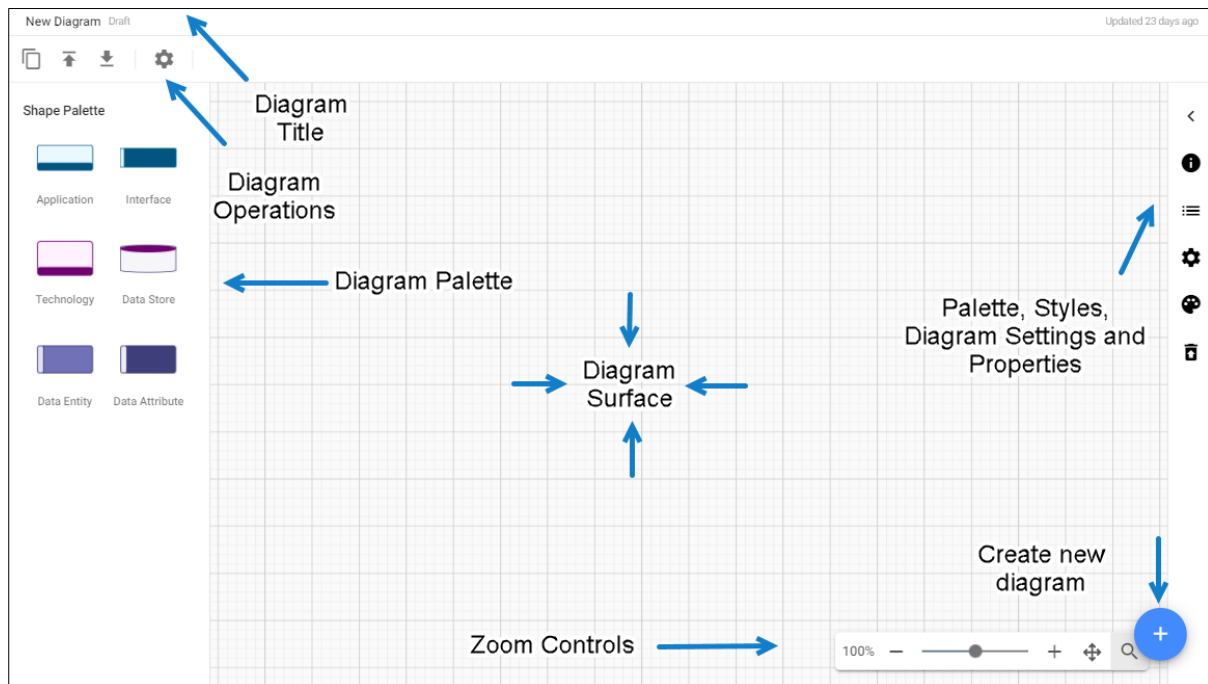 New Diagram Draft
Updated 23 days ago
Diagram
Title
Shape Palette
Application Interface
Diagram
Operations
Technology Data Store
Diagram Palette
Palette, Styles,
Diagram Settings and
Properties
Diagram
Surface
Data Entity Data Attribute
Create new
diagram
Zoom Controls
100%